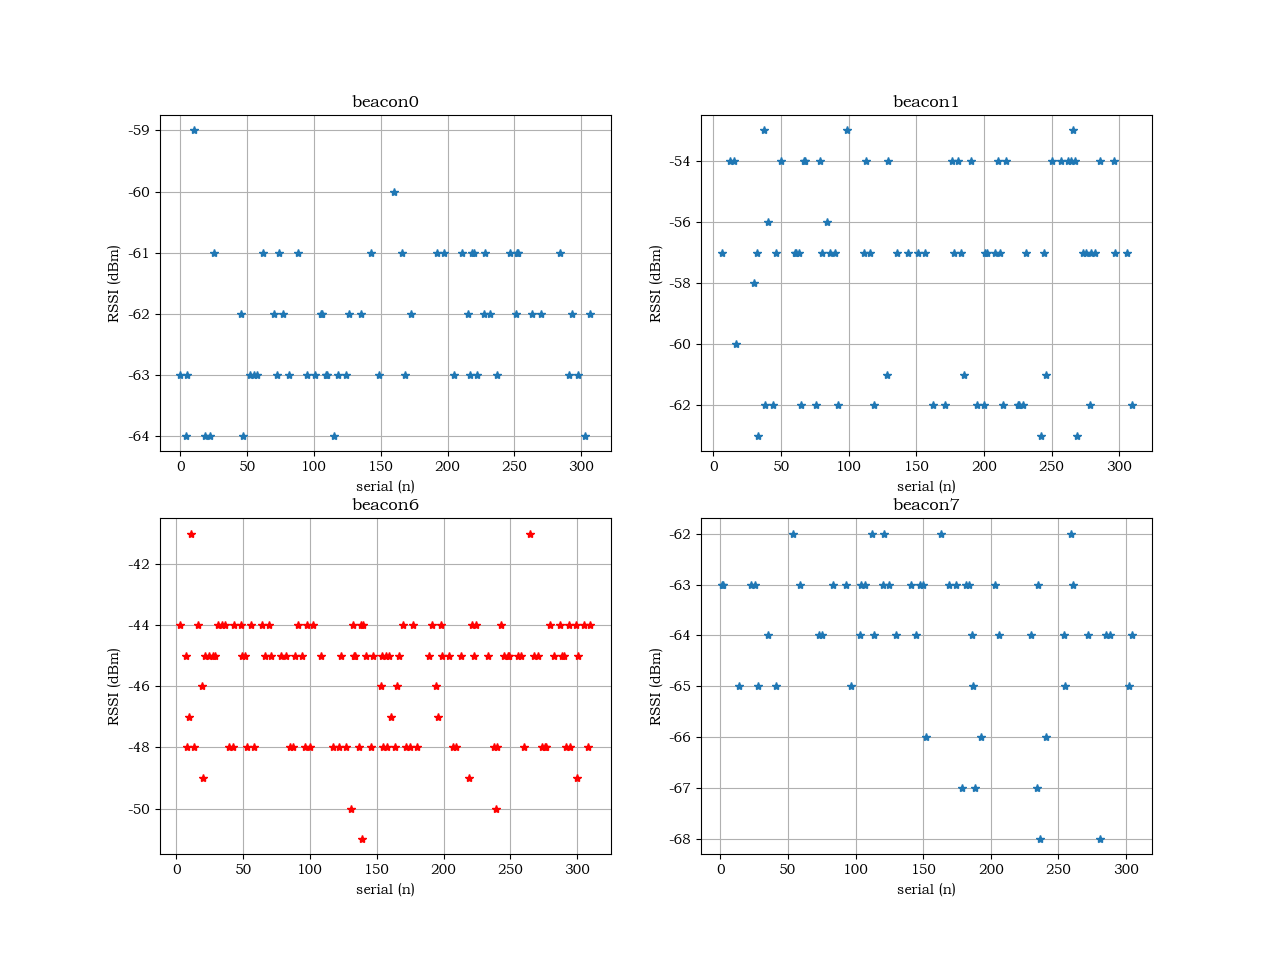 beacon0
-59
-60
-61
-62
-63
-64
RSSI (dBm)
0 50 100 150 200 250 300
serial (n)
beacon1
-54
-56
-58
-60
-62
RSSI (dBm)
0 50 100 150 200 250 300
serial (n)
beacon6
-42
-44
-46
-48
-50
RSSI (dBm)
0 50 100 150 200 250 300
serial (n)
beacon7
-62
-63
-64
-65
-66
-67
-68
RSSI (dBm)
0 50 100 150 200 250 300
serial (n)